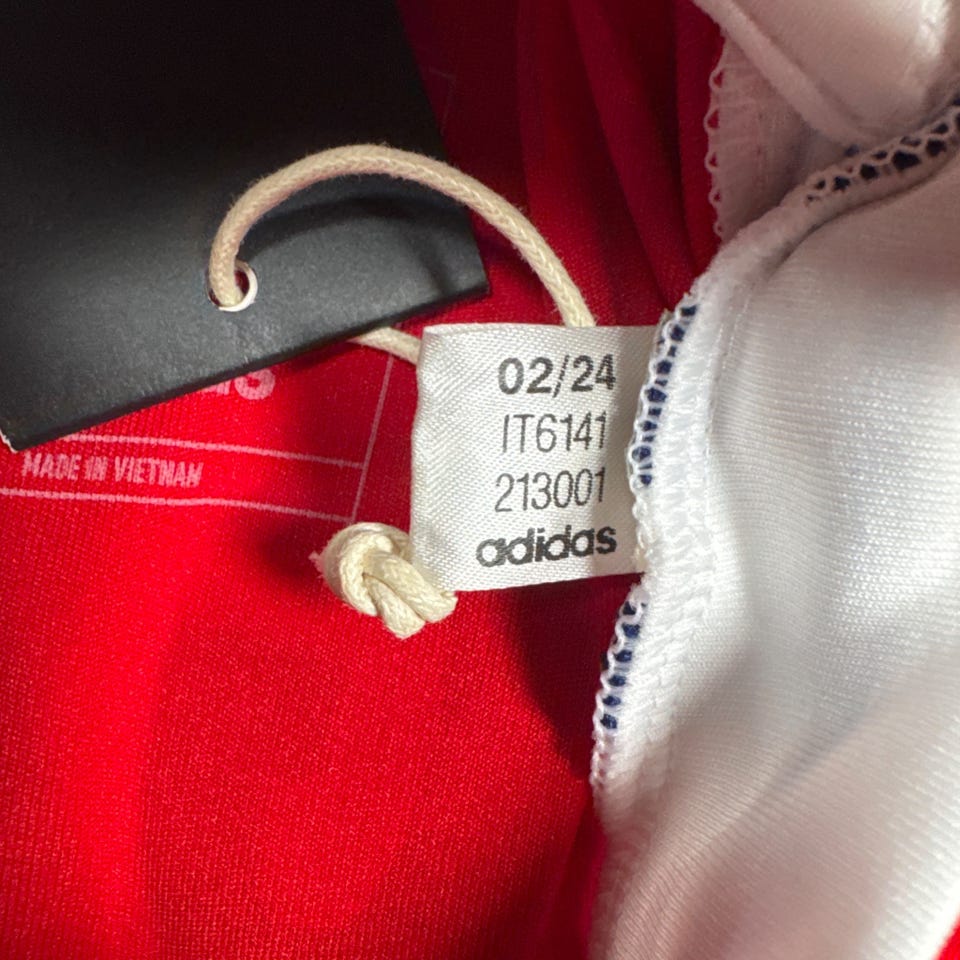 MADE IN VIETNAM
02/24
IT6141
213001
adidas